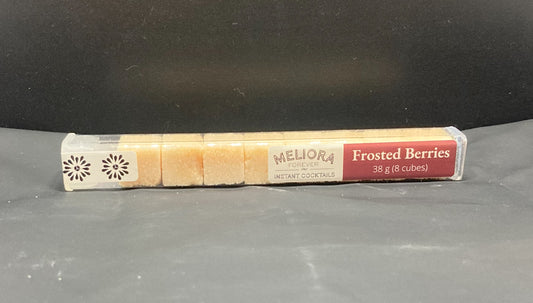 MELIORA
FOREVER
INSTANT COCKTAILS
Frosted Berries
38 g (8 cubes)